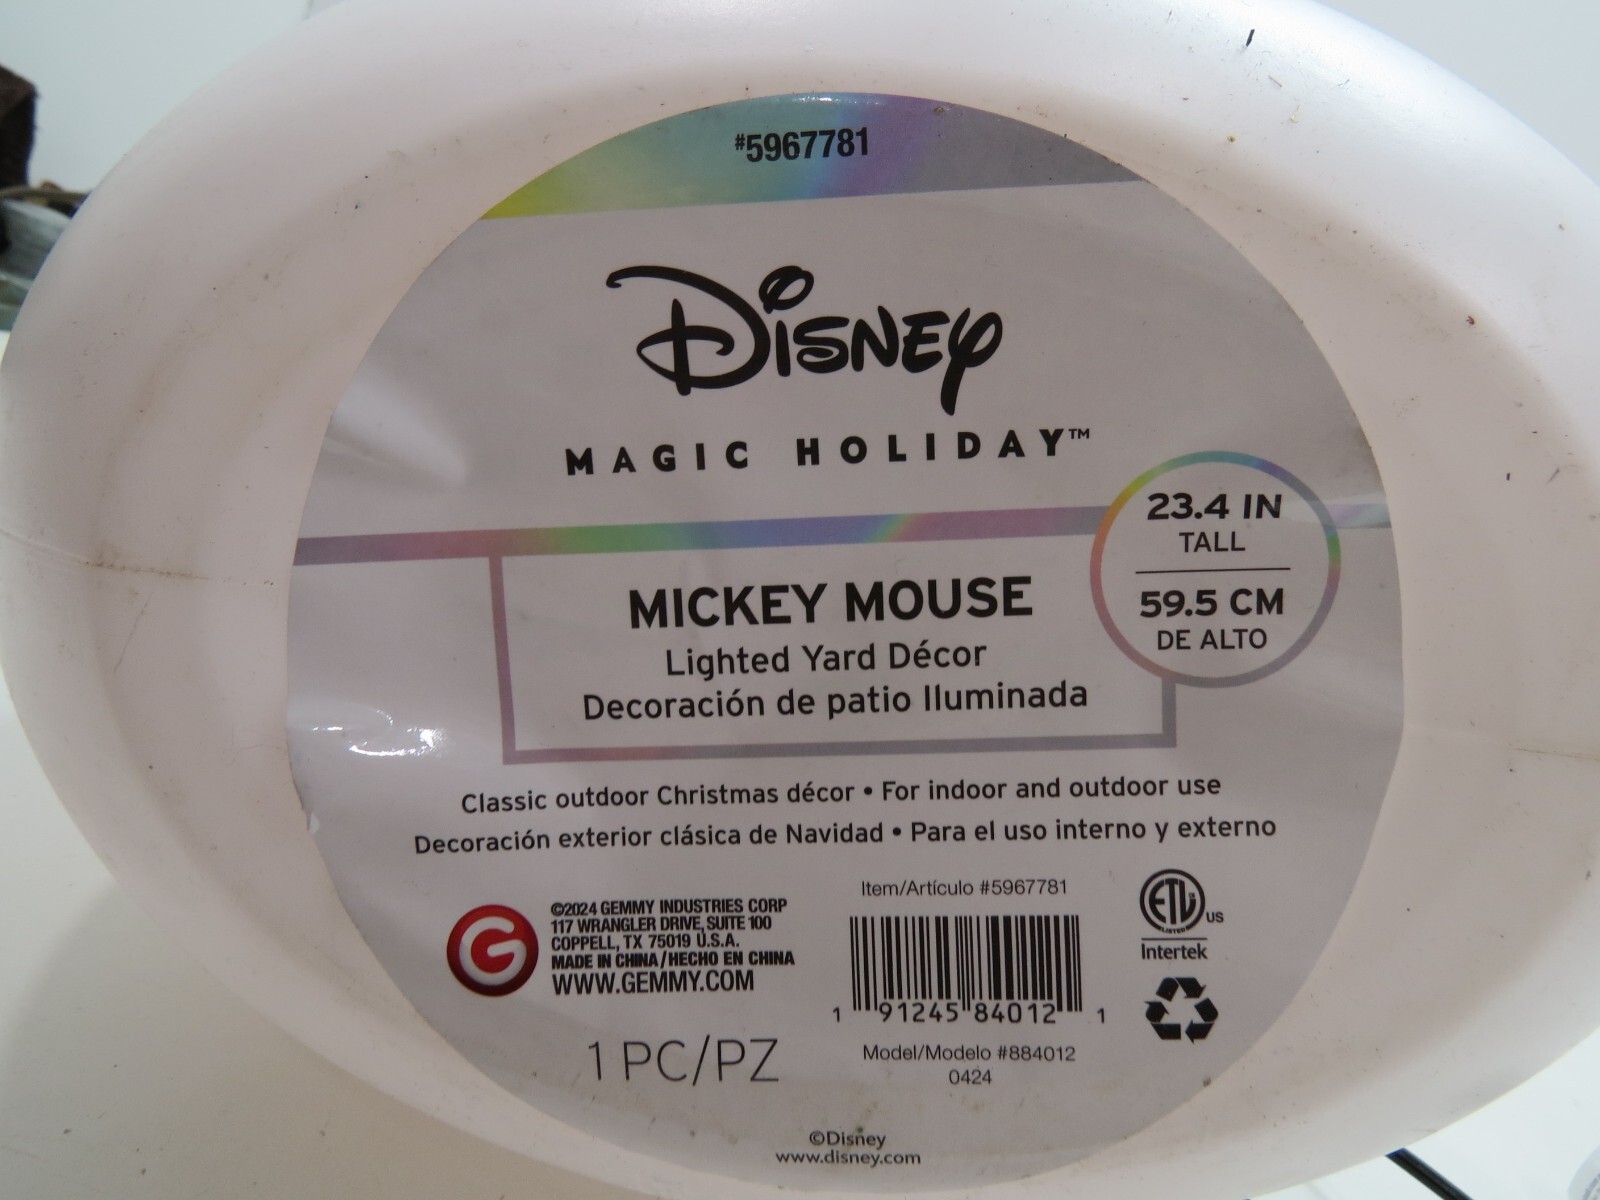 #5967781
Disney
MAGIC HOLIDAY™
23.4 IN
TALL
59.5 CM
DE ALTO
MICKEY MOUSE
Lighted Yard Décor
Decoración de patio Iluminada
Classic outdoor Christmas décor • For indoor and outdoor use
Decoración exterior clásica de Navidad • Para el uso interno y externo
G
©2024 GEMMY INDUSTRIES CORP
117 WRANGLER DRIVE, SUITE 100
COPPELL, TX 75019 U.S.A.
MADE IN CHINA/HECHO EN CHINA
WWW.GEMMY.COM
1 PC/PZ
Item/Artículo #5967781
1 91245 84012 1
Model/Modelo #884012
0424
ETL US
LISTED
Intertek
©Disney
www.disney.com